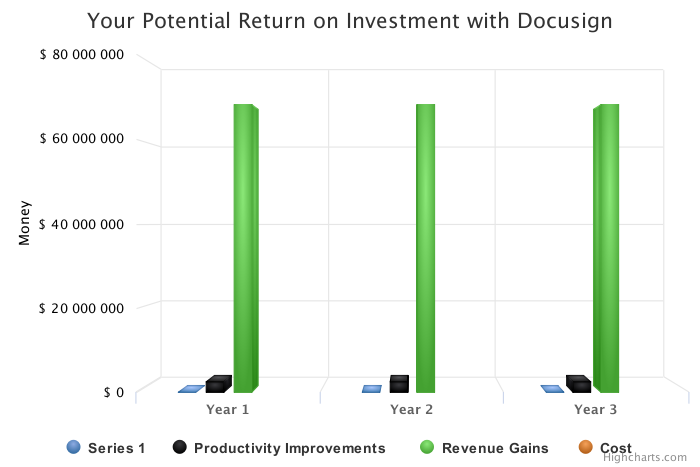 Your Potential Return on Investment with Docusign
$ 80 000 000
$ 60 000 000
$ 40 000 000
$ 20 000 000
$ 0
Money
Year 1 Year 2 Year 3
Series 1 Productivity Improvements Revenue Gains Cost
Highcharts.com